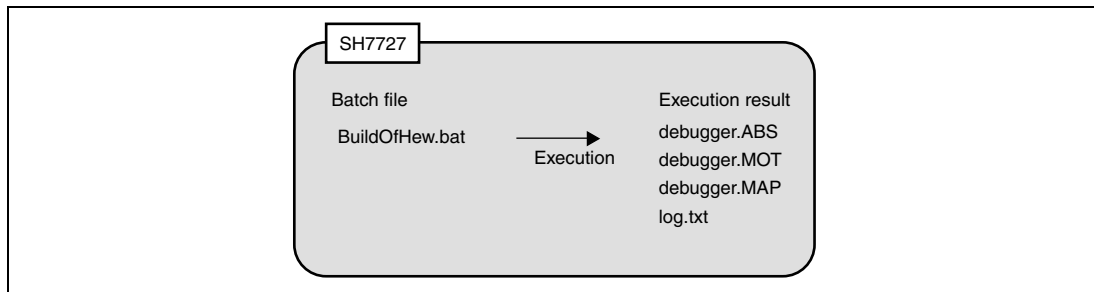 SH7727
Batch file
BuildOfHew.bat
Execution
Execution result
debugger.ABS
debugger.MOT
debugger.MAP
log.txt